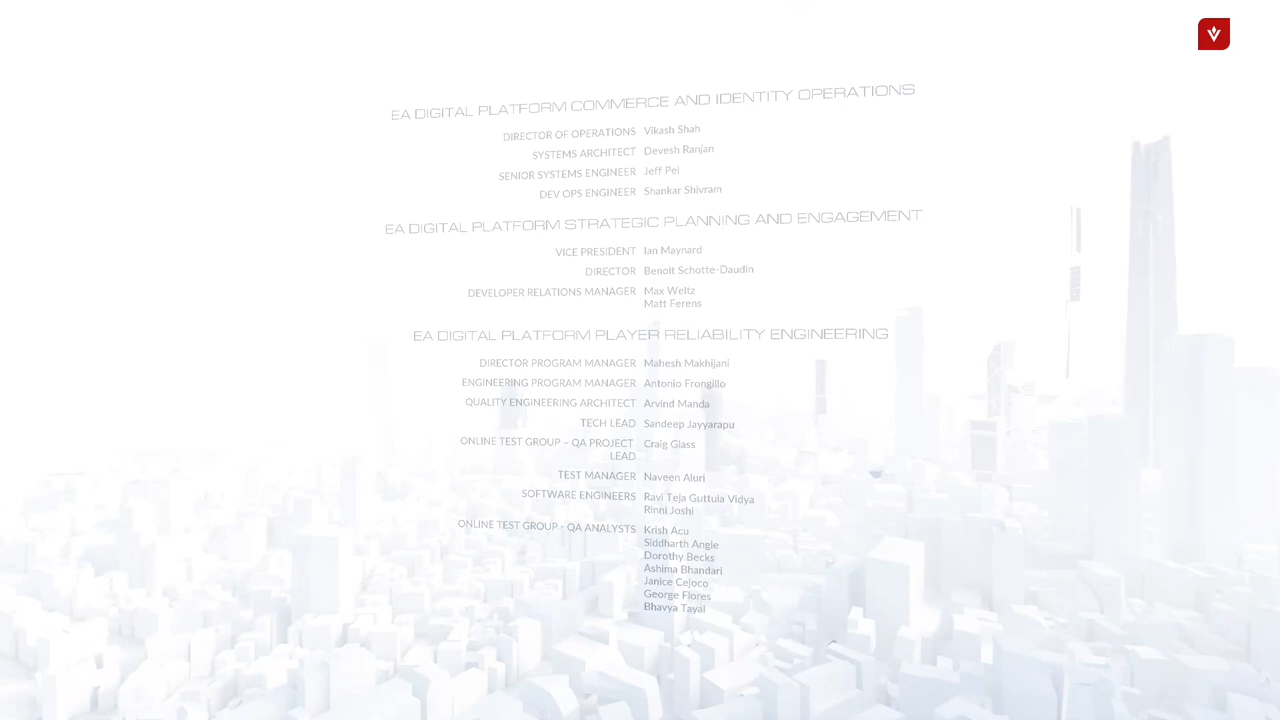 EA DIGITAL PLATFORM COMMERCE AND IDENTITY OPERATIONS
DIRECTOR OF OPERATIONS Vikash Shah
SYSTEMS ARCHITECT Devesh Ranjan
SENIOR SYSTEMS ENGINEER Jeff Pei
DEV OPS ENGINEER Shankar Shivram
EA DIGITAL PLATFORM STRATEGIC PLANNING AND ENGAGEMENT
VICE PRESIDENT Ian Maynard
DIRECTOR Benoit Schotte-Daudin
DEVELOPER RELATIONS MANAGER Max Weitz
Matt Ferens
EA DIGITAL PLATFORM PLAYER RELIABILITY ENGINEERING
DIRECTOR PROGRAM MANAGER Mahesh Makhijani
ENGINEERING PROGRAM MANAGER Antonio Frongillo
QUALITY ENGINEERING ARCHITECT Arvind Manda
TECH LEAD Sandeep Jayyarapu
ONLINE TEST GROUP – QA PROJECT Craig Glass
LEAD
TEST MANAGER Naveen Aluri
SOFTWARE ENGINEERS Ravi Teja Guttula Vidya
Rinni Joshi
ONLINE TEST GROUP - QA ANALYSTS Krish Acu
Siddharth Angle
Dorothy Becks
Ashima Bhandari
Janice Cejoco
George Flores
Bhavya Tayal